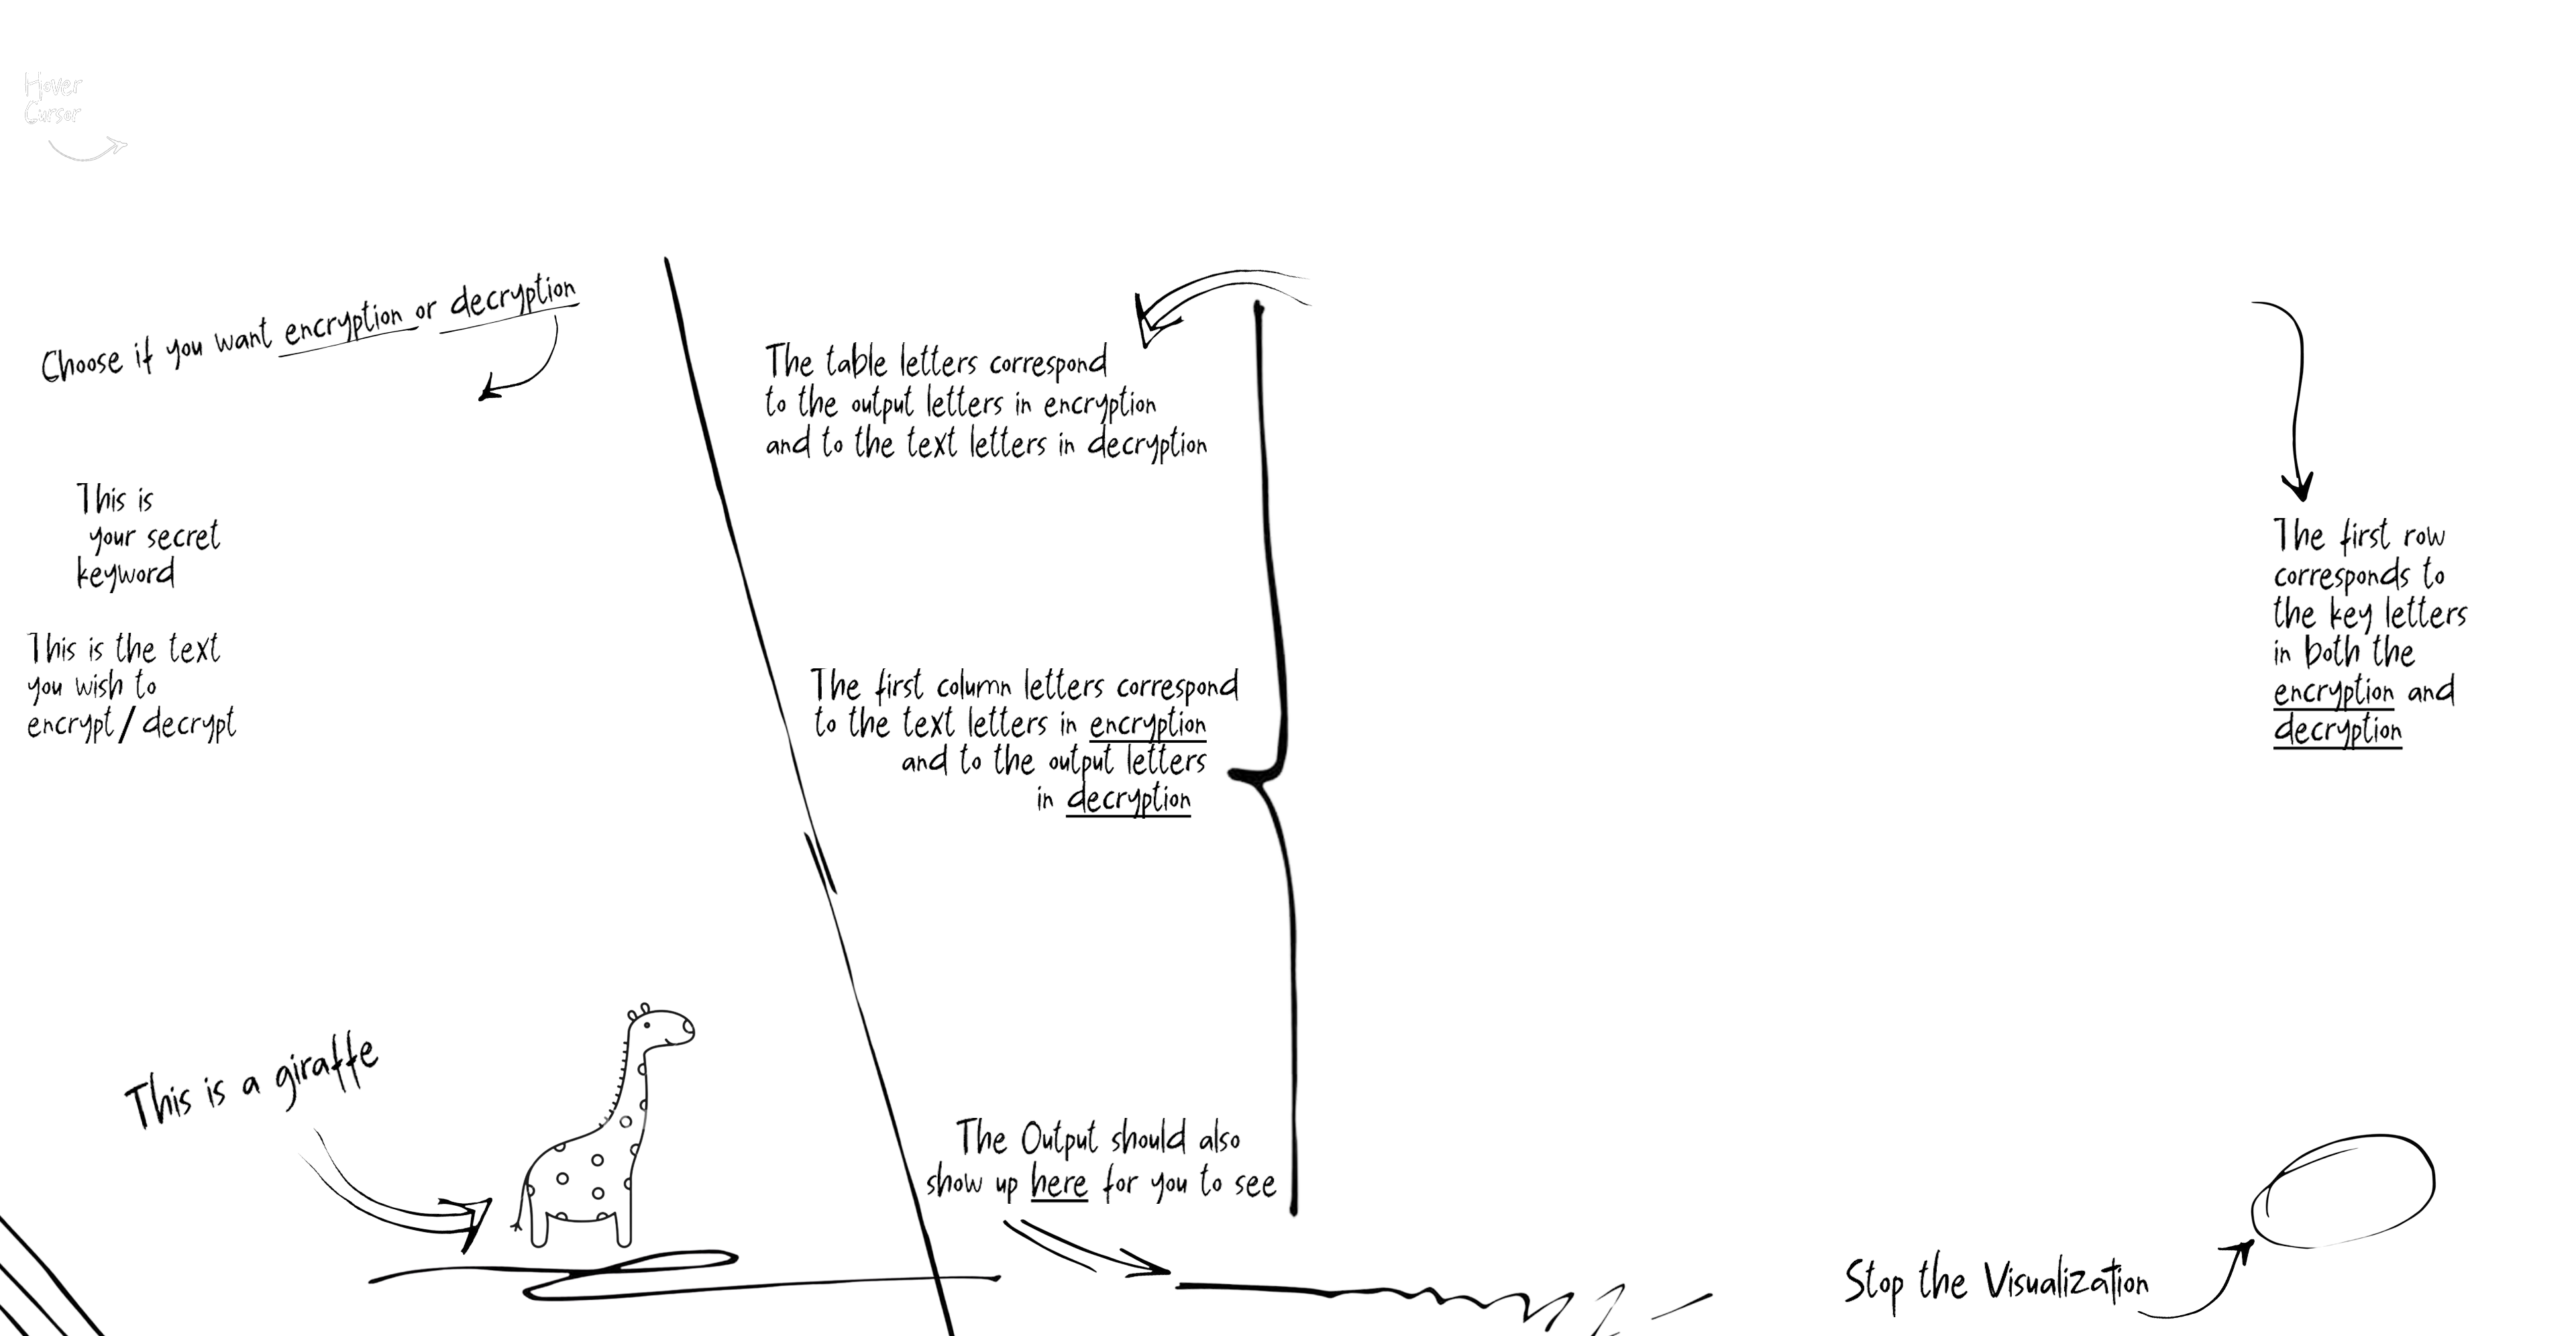 Hover
Cursor
Choose if you want encryption or decryption
This is
your secret
keyword
This is the text
you wish to
encrypt / decrypt
This is a giraffe
The table letters correspond
to the output letters in encryption
and to the text letters in decryption
The first column letters correspond
to the text letters in encryption
and to the output letters
in decryption
The Output should also
show up here for you to see
The first row
corresponds to
the key letters
in both the
encryption and
decryption
Stop the Visualization